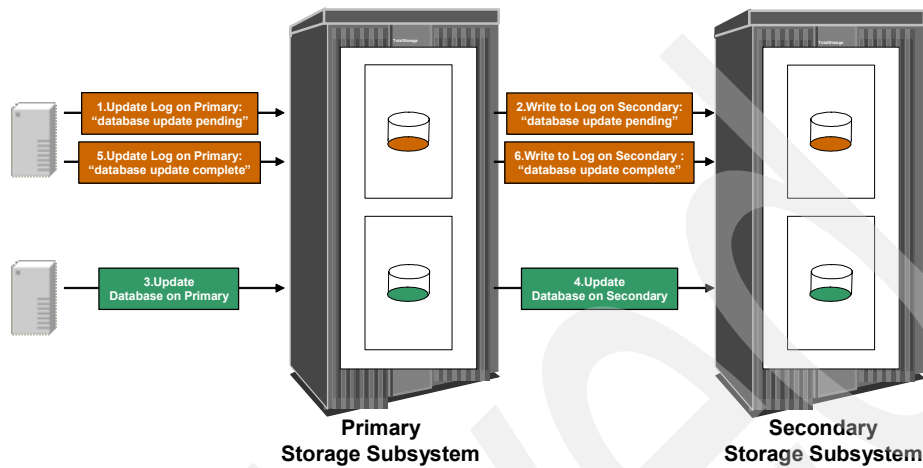 TotalStorage
TotalStorage
1.Update Log on Primary:
“database update pending”
2.Write to Log on Secondary:
“database update pending”
5.Update Log on Primary:
“database update complete”
6.Write to Log on Secondary :
“database update complete”
3.Update
Database on Primary
4.Update
Database on Secondary
Primary
Storage Subsystem
Secondary
Storage Subsystem